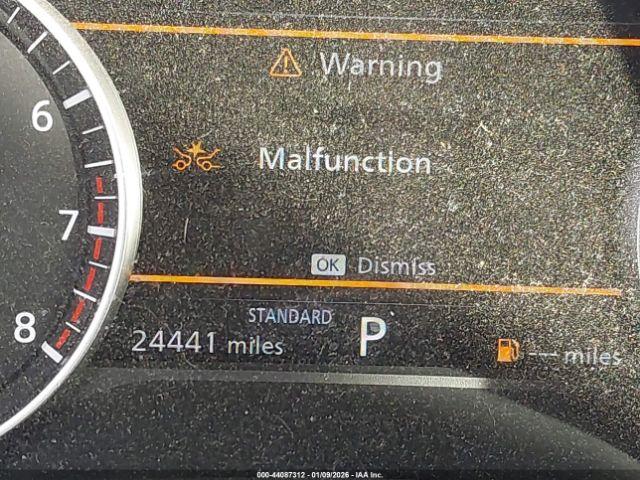 Warning
6
Malfunction
7
OK Dismiss
STANDARD
8
24441 miles
P
--- miles
000-44087312 - 01/09/2026 - IAA Inc.